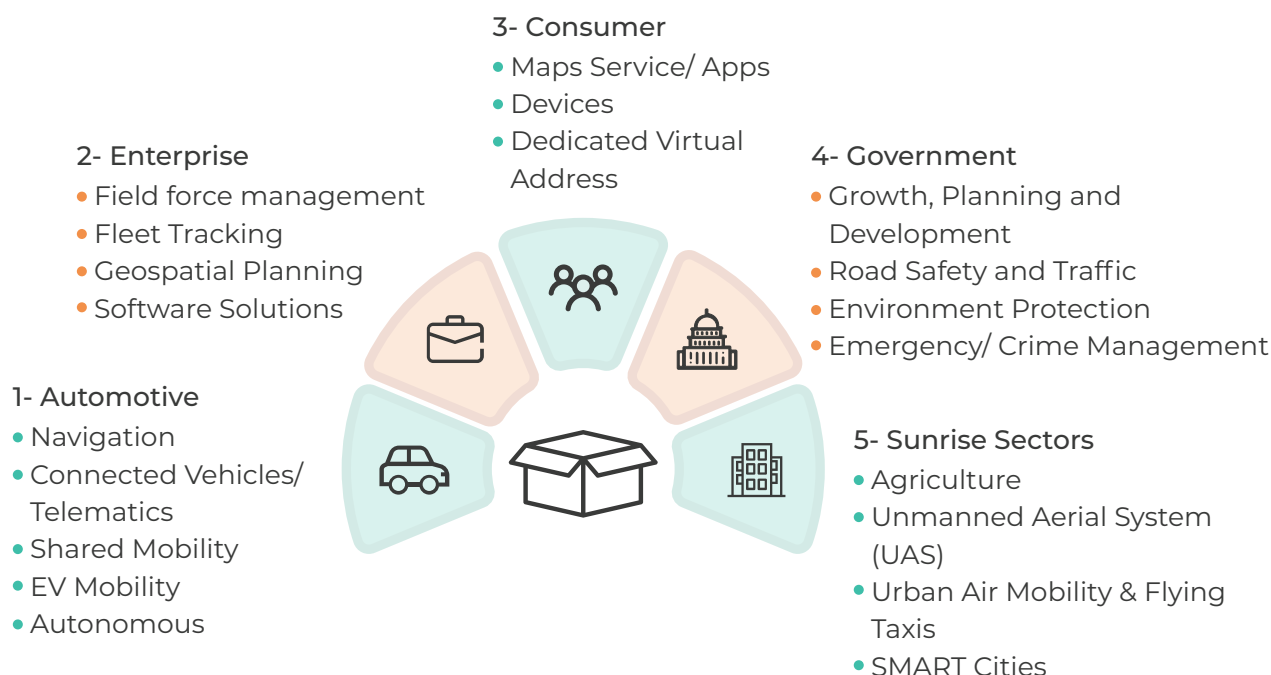 3- Consumer
Maps Service/ Apps
Devices
Dedicated Virtual
Address
2- Enterprise
Field force management
Fleet Tracking
Geospatial Planning
Software Solutions
4- Government
Growth, Planning and
Development
Road Safety and Traffic
Environment Protection
Emergency/ Crime Management
1- Automotive
Navigation
Connected Vehicles/
Telematics
Shared Mobility
EV Mobility
Autonomous
5- Sunrise Sectors
Agriculture
Unmanned Aerial System
(UAS)
Urban Air Mobility & Flying
Taxis
SMART Cities